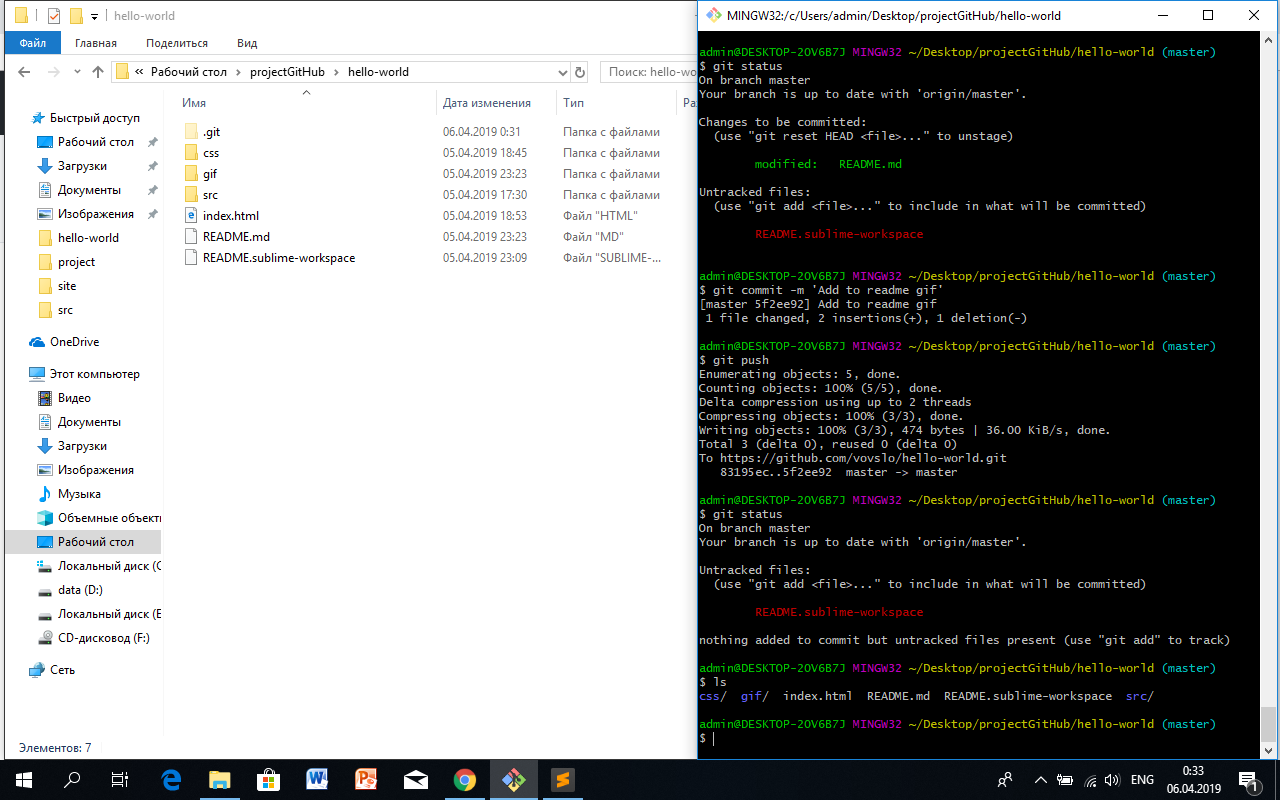 hello-world
Файл Главная Поделиться Вид
« Рабочий стол › projectGitHub › hello-world
Поиск: hello-wo
Быстрый доступ
Рабочий стол
Загрузки
Документы
Изображения
hello-world
project
site
src
OneDrive
Этот компьютер
Видео
Документы
Загрузки
Изображения
Музыка
Объемные объект
Рабочий стол
Локальный диск (C
data (D:)
Локальный диск (E
CD-дисковод (F:)
Сеть
Имя Дата изменения Тип Ра
.git 06.04.2019 0:31 Папка с файлами
css 05.04.2019 18:45 Папка с файлами
gif 05.04.2019 23:23 Папка с файлами
src 05.04.2019 17:30 Папка с файлами
index.html 05.04.2019 18:53 Файл "HTML"
README.md 05.04.2019 23:23 Файл "MD"
README.sublime-workspace 05.04.2019 23:09 Файл "SUBLIME-...
Элементов: 7
MINGW32:/c/Users/admin/Desktop/projectGitHub/hello-world
admin@DESKTOP-2OV6B7J MINGW32 ~/Desktop/projectGitHub/hello-world (master)
$ git status
On branch master
Your branch is up to date with 'origin/master'.
Changes to be committed:
(use "git reset HEAD <file>..." to unstage)
modified: README.md
Untracked files:
(use "git add <file>..." to include in what will be committed)
README.sublime-workspace
admin@DESKTOP-2OV6B7J MINGW32 ~/Desktop/projectGitHub/hello-world (master)
$ git commit -m 'Add to readme gif'
[master 5f2ee92] Add to readme gif
1 file changed, 2 insertions(+), 1 deletion(-)
admin@DESKTOP-2OV6B7J MINGW32 ~/Desktop/projectGitHub/hello-world (master)
$ git push
Enumerating objects: 5, done.
Counting objects: 100% (5/5), done.
Delta compression using up to 2 threads
Compressing objects: 100% (3/3), done.
Writing objects: 100% (3/3), 474 bytes | 36.00 KiB/s, done.
Total 3 (delta 0), reused 0 (delta 0)
To https://github.com/vovslo/hello-world.git
83195ec..5f2ee92 master -> master
admin@DESKTOP-2OV6B7J MINGW32 ~/Desktop/projectGitHub/hello-world (master)
$ git status
On branch master
Your branch is up to date with 'origin/master'.
Untracked files:
(use "git add <file>..." to include in what will be committed)
README.sublime-workspace
nothing added to commit but untracked files present (use "git add" to track)
admin@DESKTOP-2OV6B7J MINGW32 ~/Desktop/projectGitHub/hello-world (master)
$ ls
css/ gif/ index.html README.md README.sublime-workspace src/
admin@DESKTOP-2OV6B7J MINGW32 ~/Desktop/projectGitHub/hello-world (master)
$
ENG
0:33
06.04.2019
1